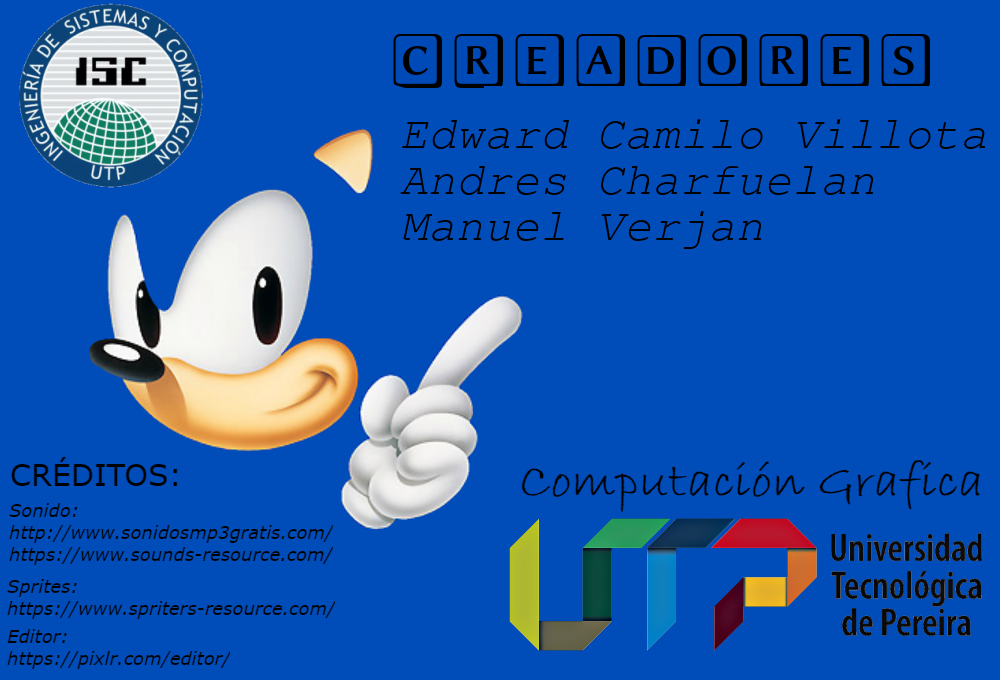 INGENIERÍA DE SISTEMAS Y COMPUTACIÓN
ISC
UTP
CREADORES
Edward Camilo Villota
Andres Charfuelan
Manuel Verjan
CRÉDITOS:
Sonido:
http://www.sonidosmp3gratis.com/
https://www.sounds-resource.com/
Sprites:
https://www.spriters-resource.com/
Editor:
https://pixlr.com/editor/
Computación Grafica
UTP
Universidad
Tecnológica
de Pereira